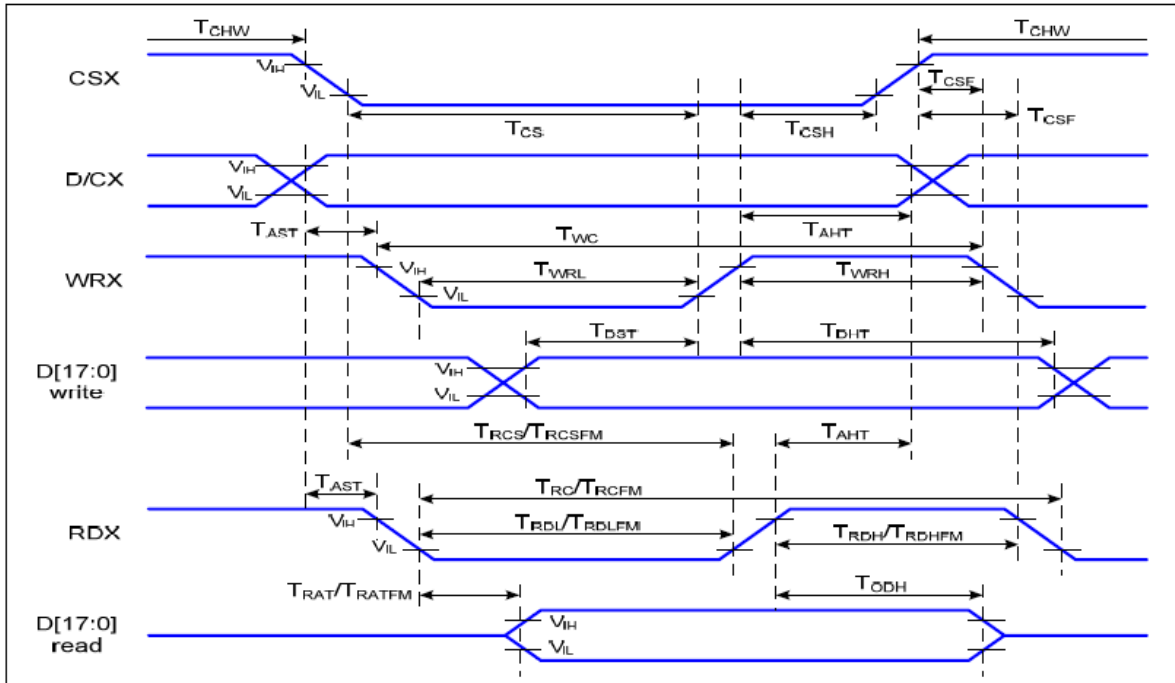 TCHW TCHW
VIH
CSX
VIL
TCSF
TCSF
TCS TCSH
VIH
D/CX
VIL
TAST TWC TAHT
VIH
WRX
TWRL TWRH
VIL
TDST TDHT
D[17:0]
write
VIH
VIL
TRCS/TRCSFM TAHT
TAST TRC/TRCFM
VIH
RDX
TRDL/TRDLFM TRDH/TRDHFM
VIL
TRAT/TRATFM TODH
D[17:0]
read
VIH
VIL